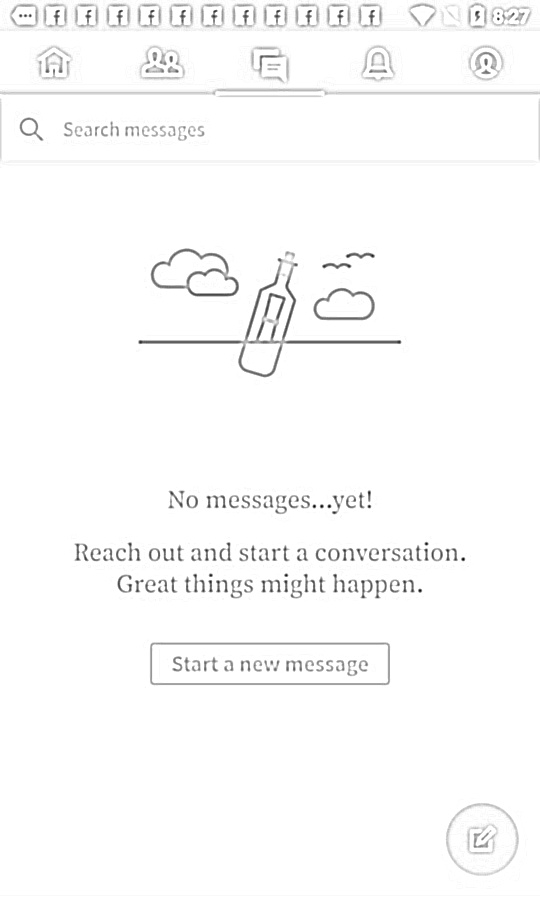 f f f f f f f f f f f 8:27
Search messages
No messages...yet!
Reach out and start a conversation.
Great things might happen.
Start a new message